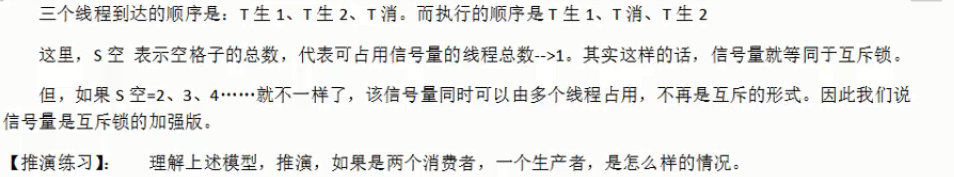 三个线程到达的顺序是：T 生 1、T 生 2、T 消。而执行的顺序是 T 生 1、T 消、T 生 2
这里，S 空 表示空格子的总数，代表可占用信号量的线程总数-->1。其实这样的话，信号量就等同于互斥锁。
但，如果 S 空=2、3、4……就不一样了，该信号量同时可以由多个线程占用，不再是互斥的形式。因此我们说
信号量是互斥锁的加强版。
【推演练习】： 理解上述模型，推演，如果是两个消费者，一个生产者，是怎么样的情况。